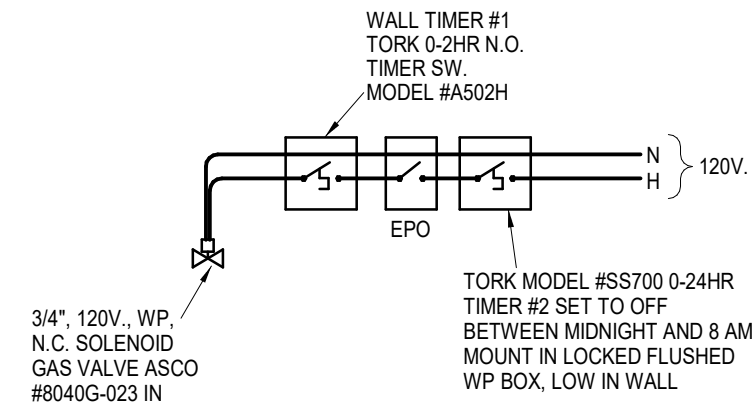 WALL TIMER #1
TORK 0-2HR N.O.
TIMER SW.
MODEL #A502H
N
H
120V.
EPO
TORK MODEL #SS700 0-24HR
TIMER #2 SET TO OFF
BETWEEN MIDNIGHT AND 8 AM
MOUNT IN LOCKED FLUSHED
WP BOX, LOW IN WALL
3/4", 120V., WP,
N.C. SOLENOID
GAS VALVE ASCO
#8040G-023 IN